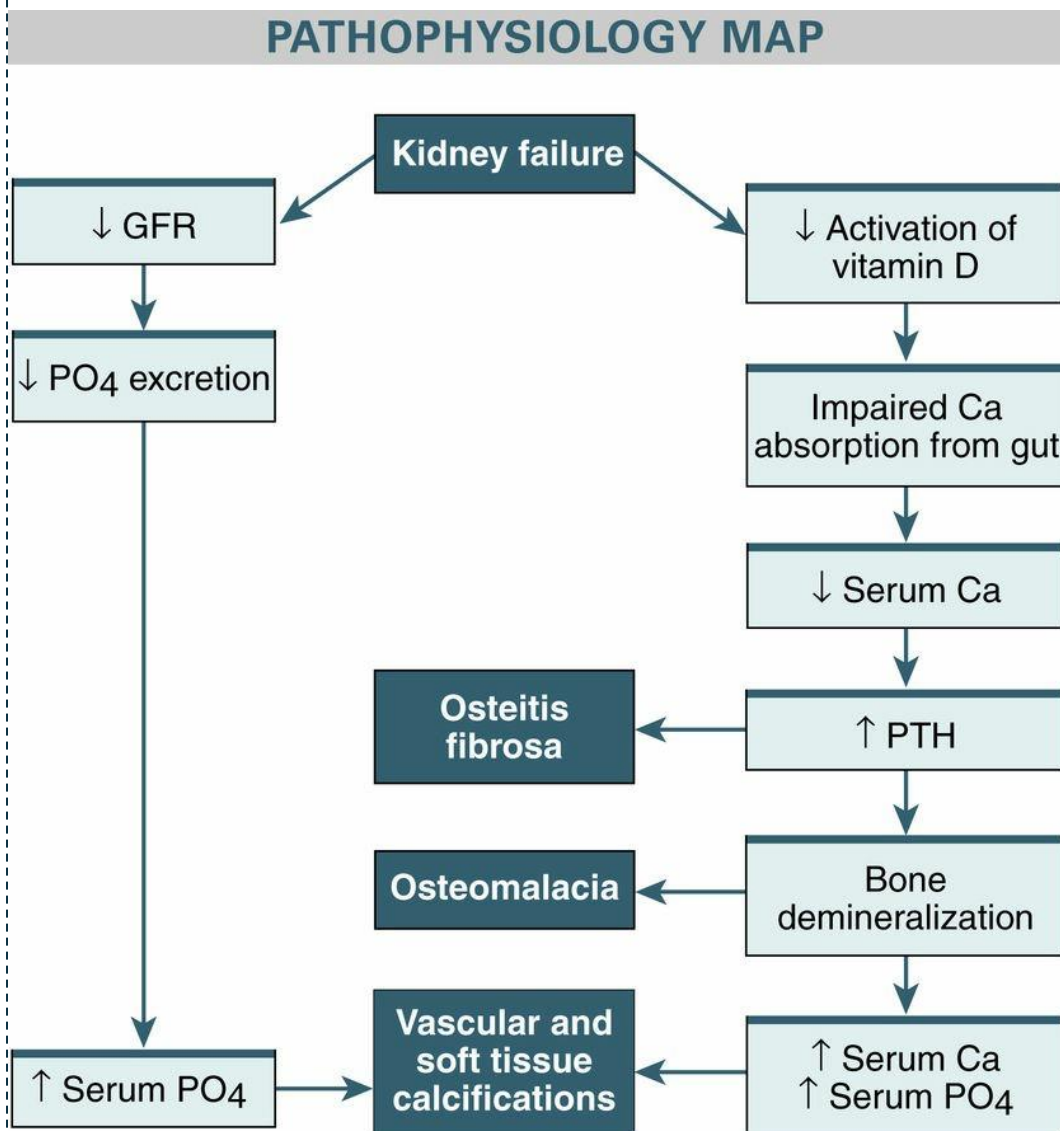 PATHOPHYSIOLOGY MAP
Kidney failure
↓ GFR
↓ Activation of
vitamin D
↓ PO4 excretion
Impaired Ca
absorption from gut
↓ Serum Ca
Osteitis
fibrosa
↑ PTH
Osteomalacia
Bone
demineralization
Vascular and
soft tissue
calcifications
↑ Serum PO4
↑ Serum Ca
↑ Serum PO4